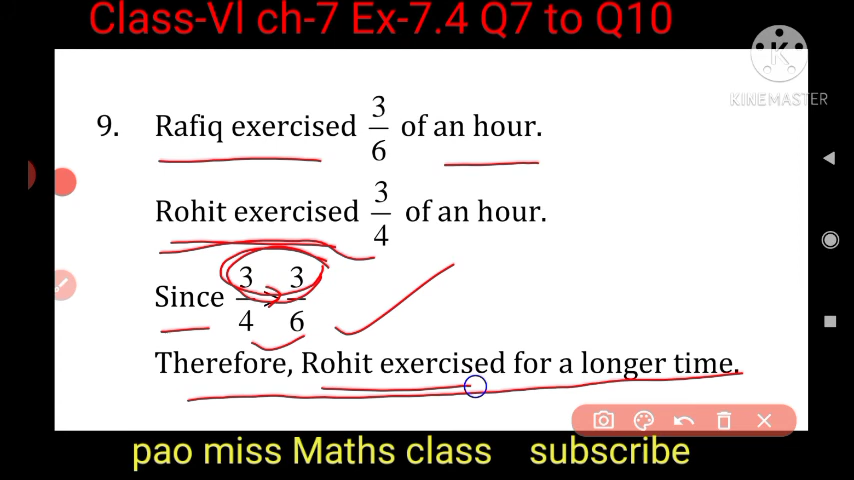 Class-Vl ch-7 Ex-7.4 Q7 to Q10
KINEMASTER
9. Rafiq exercised 3/6 of an hour.
Rohit exercised 3/4 of an hour.
Since 3/4 > 3/6
Therefore, Rohit exercised for a longer time.
pao miss Maths class subscribe